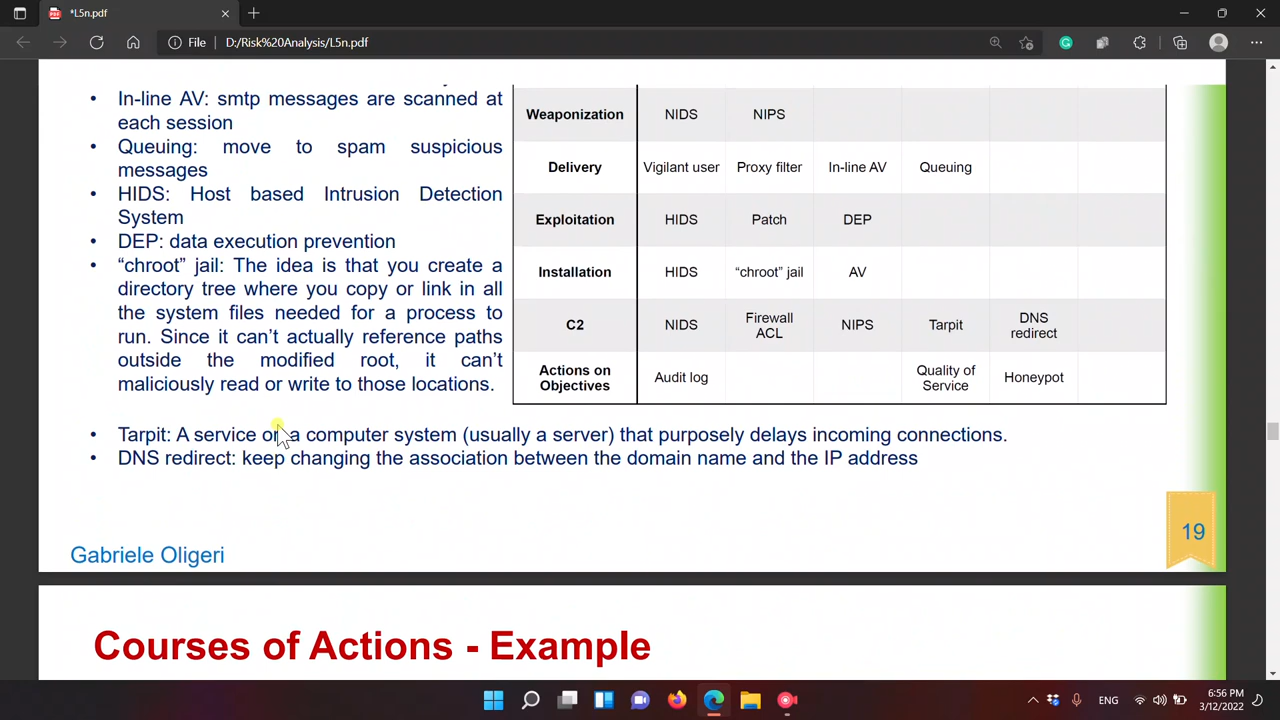 *L5n.pdf
File
D:/Risk%20Analysis/L5n.pdf
• In-line AV: smtp messages are scanned at
each session
• Queuing: move to spam suspicious
messages
• HIDS: Host based Intrusion Detection
System
• DEP: data execution prevention
• “chroot” jail: The idea is that you create a
directory tree where you copy or link in all
the system files needed for a process to
run. Since it can’t actually reference paths
outside the modified root, it can’t
maliciously read or write to those locations.
Weaponization NIDS NIPS
Delivery Vigilant user Proxy filter In-line AV Queuing
Exploitation HIDS Patch DEP
Installation HIDS “chroot” jail AV
C2 NIDS Firewall ACL NIPS Tarpit DNS redirect
Actions on Objectives Audit log Quality of Service Honeypot
• Tarpit: A service on a computer system (usually a server) that purposely delays incoming connections.
• DNS redirect: keep changing the association between the domain name and the IP address
19
Gabriele Oligeri
Courses of Actions - Example
ENG
6:56 PM
3/12/2022